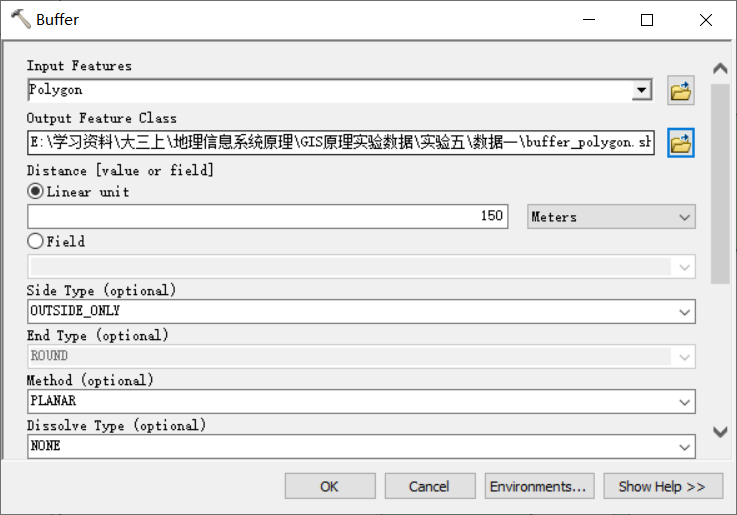 Buffer
Input Features
Polygon
Output Feature Class
E:\学习资料\大三上\地理信息系统原理\GIS原理实验数据\实验五\数据一\buffer_polygon.sh
Distance [value or field]
Linear unit
150 Meters
Field
Side Type (optional)
OUTSIDE_ONLY
End Type (optional)
ROUND
Method (optional)
PLANAR
Dissolve Type (optional)
NONE
OK Cancel Environments... Show Help >>